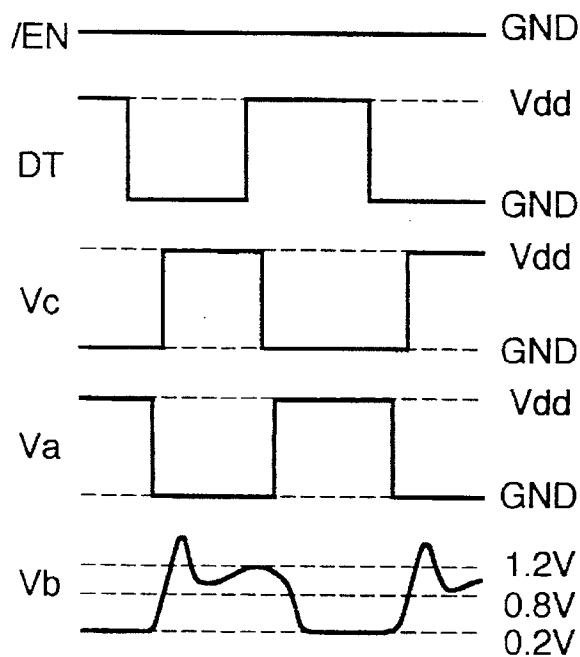 /EN GND
Vdd
DT
GND
Vdd
Vc
GND
Vdd
Va
GND
1.2V
Vb
0.8V
0.2V